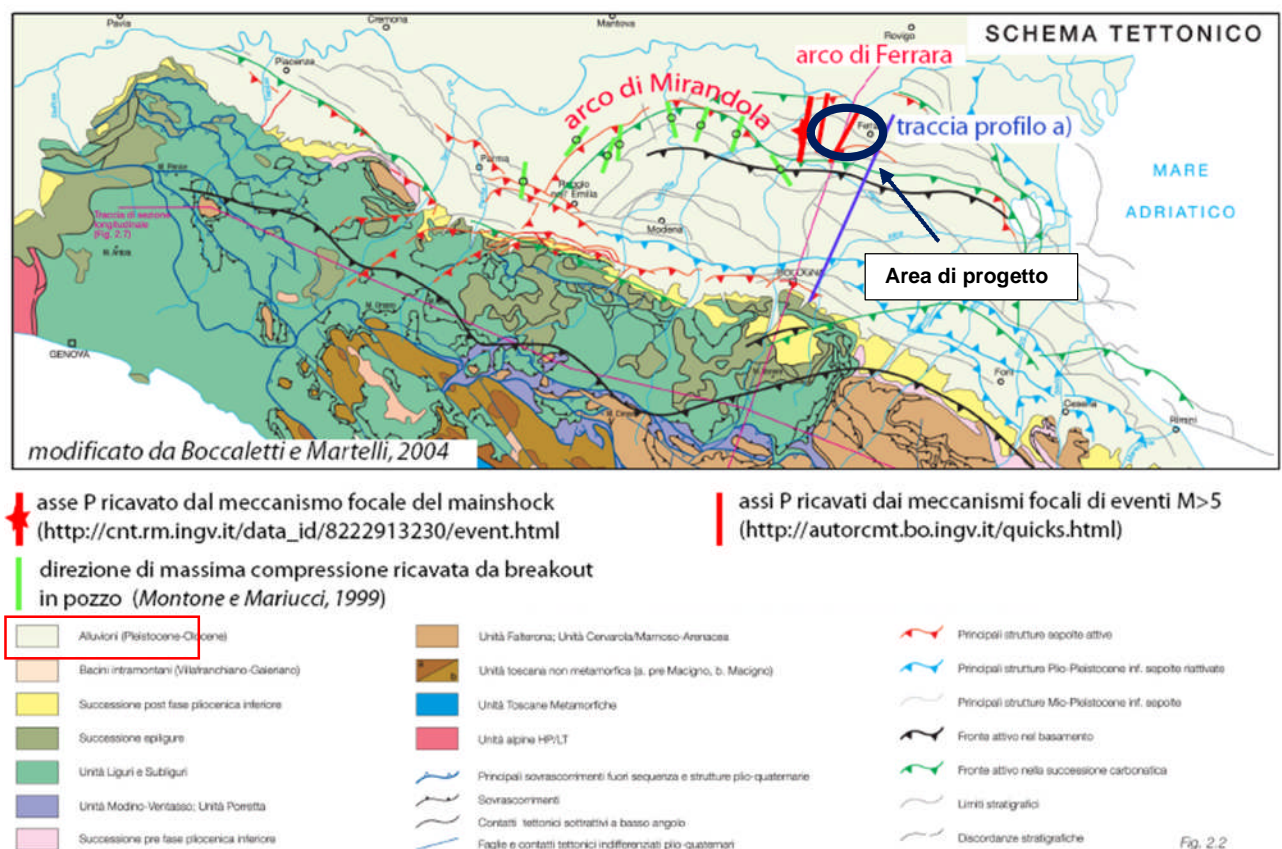 Pavia
Cremona
Mantova
Rovigo
SCHEMA TETTONICO
Piacenza
arco di Ferrara
arco di Mirandola
traccia profilo a)
Parma
Reggio
nell' Emilia
Modena
BOLOGNA
MARE
ADRIATICO
Area di progetto
Traccia di sezione
longitudinale
(Fig. 2.7)
GENOVA
Forlì
Cesena
Rimini
modificato da Boccaletti e Martelli, 2004
asse P ricavato dal meccanismo focale del mainshock
(http://cnt.rm.ingv.it/data_id/8222913230/event.html
assi P ricavati dai meccanismi focali di eventi M>5
(http://autorcmt.bo.ingv.it/quicks.html)
direzione di massima compressione ricavata da breakout
in pozzo (Montone e Mariucci, 1999)
Alluvioni (Pleistocene-Olocene)
Bacini intramontani (Villafranchiano-Galeriano)
Successione post fase pliocenica inferiore
Successione epiligure
Unità Liguri e Subliguri
Unità Modino-Ventasso; Unità Porretta
Successione pre fase pliocenica inferiore
Unità Falterona; Unità Cervarola/Marnoso-Arenacea
a
b
Unità toscana non metamorfica (a. pre Macigno, b. Macigno)
Unità Toscane Metamorfiche
Unità alpine HP/LT
Principali sovrascorrimenti fuori sequenza e strutture plio-quaternarie
Sovrascorrimenti
Contatti tettonici sottrattivi a basso angolo
Faglie e contatti tettonici indifferenziati plio-quaternari
Principali strutture sepolte attive
Principali strutture Plio-Pleistocene inf. sepolte riattivate
Principali strutture Mio-Pleistocene inf. sepolte
Fronte attivo nel basamento
Fronte attivo nella successione carbonatica
Limiti stratigrafici
Discordanze stratigrafiche
Fig. 2.2